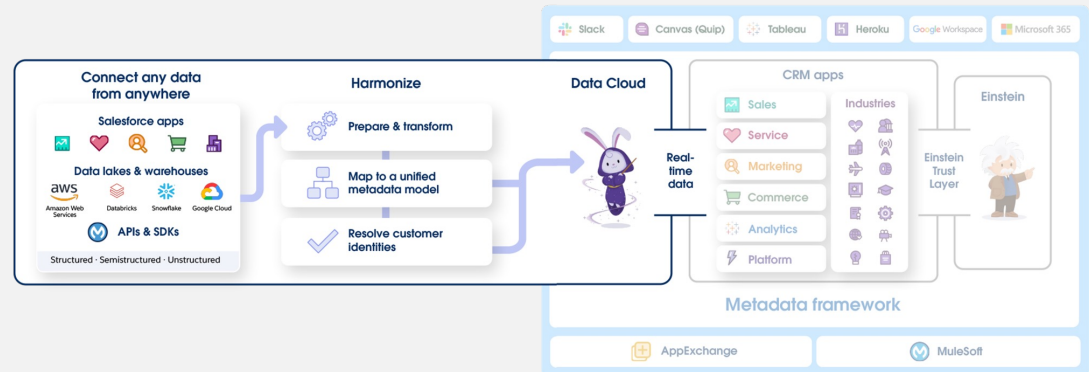 Slack
Canvas (Quip)
Tableau
Heroku
Google Workspace
Microsoft 365
Connect any data
from anywhere
Salesforce apps
Data lakes & warehouses
aws
Amazon Web
Services
Databricks
Snowflake
Google Cloud
APIs & SDKs
Structured · Semistructured · Unstructured
Harmonize
Prepare & transform
Map to a unified
metadata model
Resolve customer
identities
Data Cloud
Real-
time
data
CRM apps
Sales
Service
Marketing
Commerce
Analytics
Platform
Industries
Einstein
Trust
Layer
Einstein
Metadata framework
AppExchange
MuleSoft